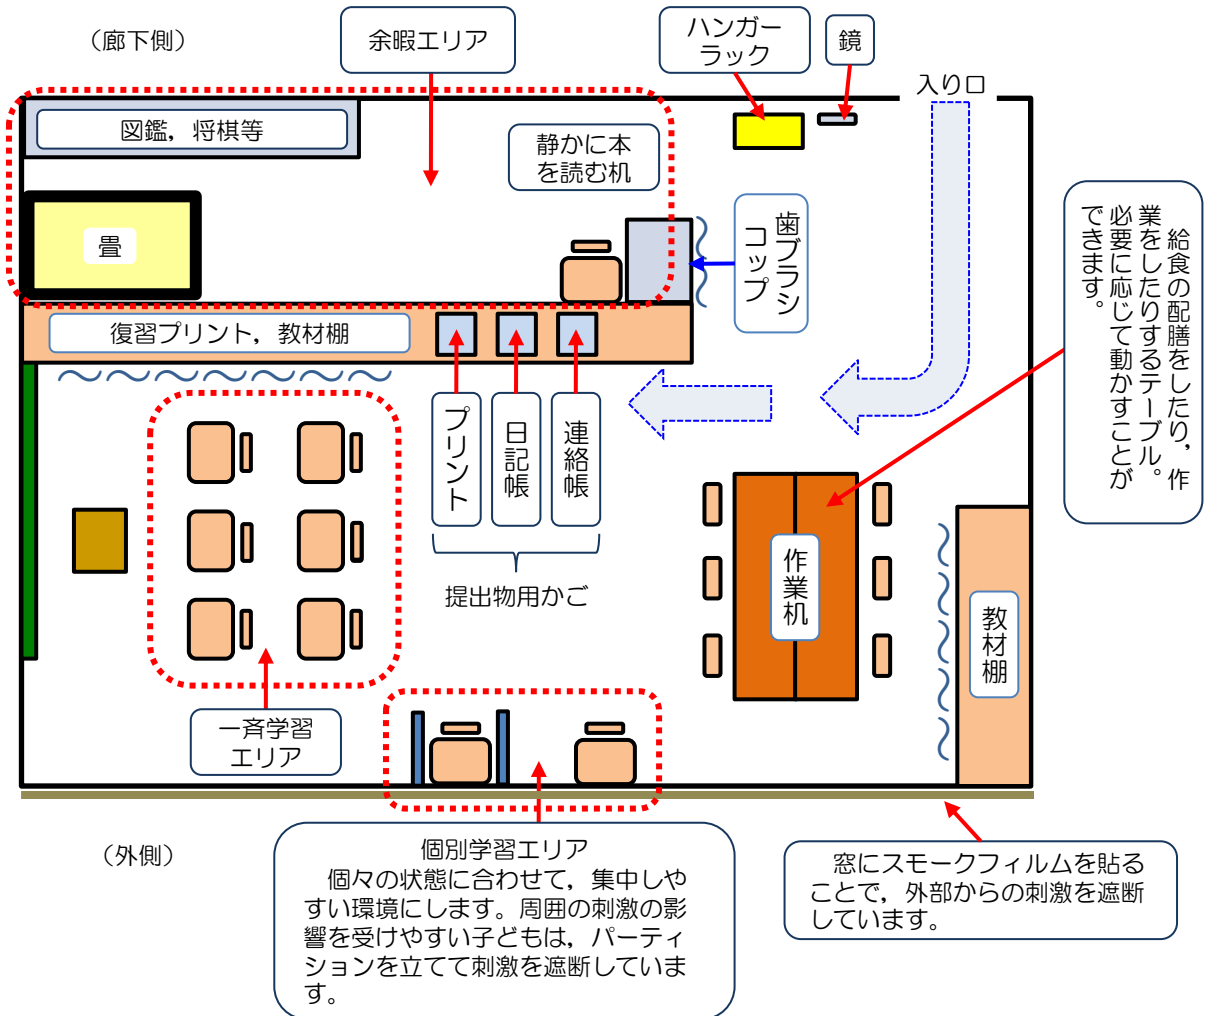 （廊下側）
余暇エリア
ハンガー
ラック
鏡
入り口
図鑑，将棋等
静かに本
を読む机
畳
歯ブラシ
コップ
　給食の配膳をしたり，作
業をしたりするテーブル。
必要に応じて動かすことが
できます。
復習プリント，教材棚
プリント
日記帳
連絡帳
提出物用かご
作業机
教材棚
一斉学習
エリア
（外側）
個別学習エリア
　個々の状態に合わせて，集中しや
すい環境にします。周囲の刺激の影
響を受けやすい子どもは，パーティ
ションを立てて刺激を遮断していま
す。
　窓にスモークフィルムを貼る
ことで，外部からの刺激を遮断
しています。